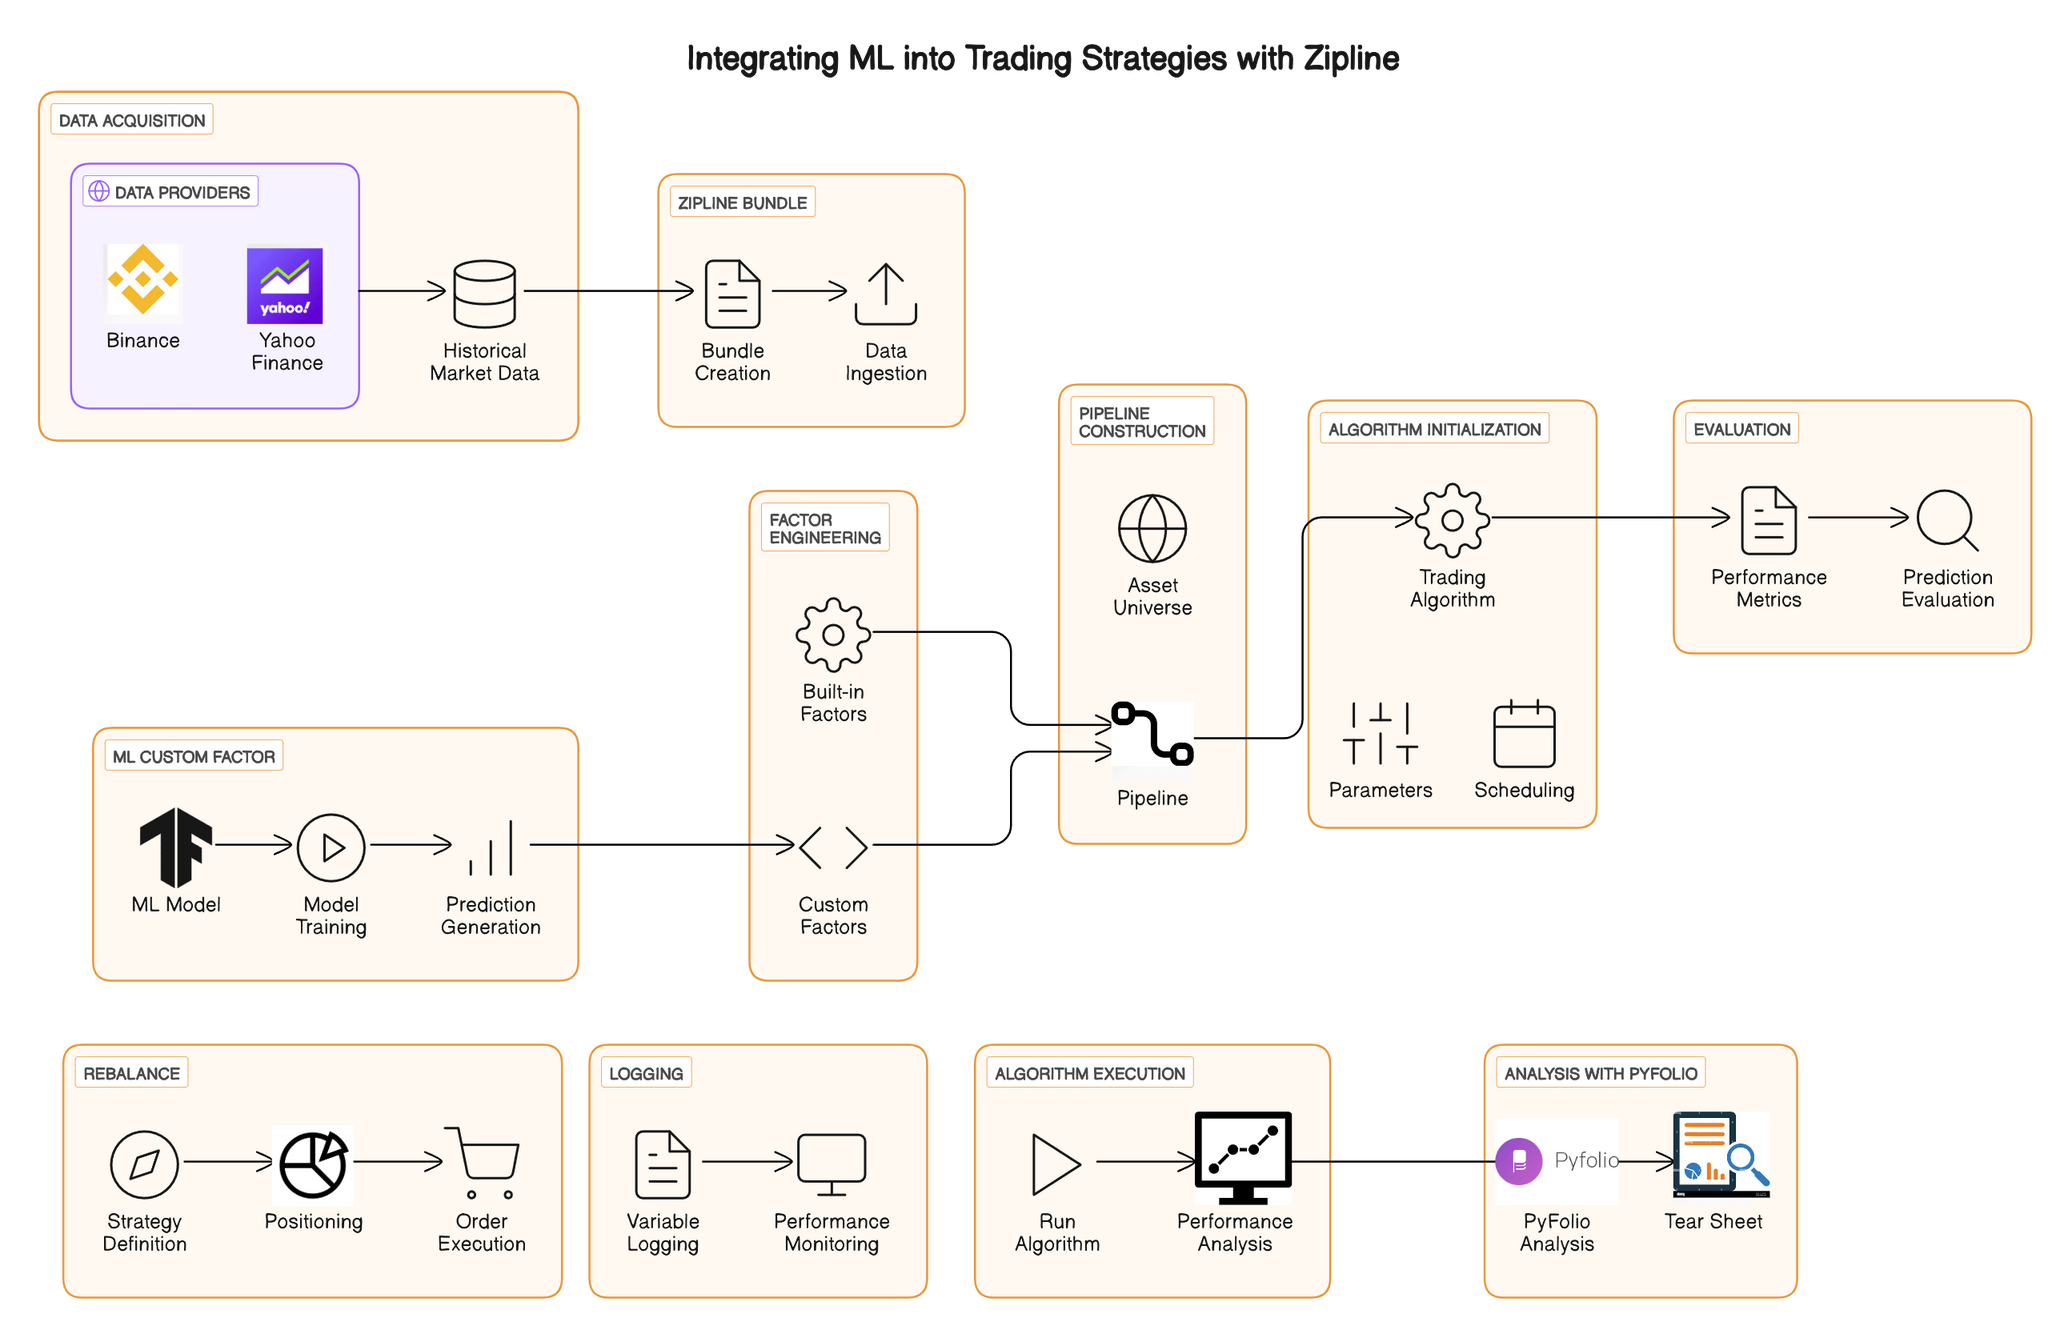 Integrating ML into Trading Strategies with Zipline
DATA ACQUISITION
DATA PROVIDERS
Binance
yahoo!
Yahoo
Finance
Historical
Market Data
ZIPLINE BUNDLE
Bundle
Creation
Data
Ingestion
PIPELINE
CONSTRUCTION
Asset
Universe
Pipeline
ALGORITHM INITIALIZATION
Trading
Algorithm
Parameters
Scheduling
EVALUATION
Performance
Metrics
Prediction
Evaluation
FACTOR
ENGINEERING
Built-in
Factors
Custom
Factors
ML CUSTOM FACTOR
ML Model
Model
Training
Prediction
Generation
REBALANCE
Strategy
Definition
Positioning
Order
Execution
LOGGING
Variable
Logging
Performance
Monitoring
ALGORITHM EXECUTION
Run
Algorithm
Performance
Analysis
ANALYSIS WITH PYFOLIO
Pyfolio
PyFolio
Analysis
Tear Sheet